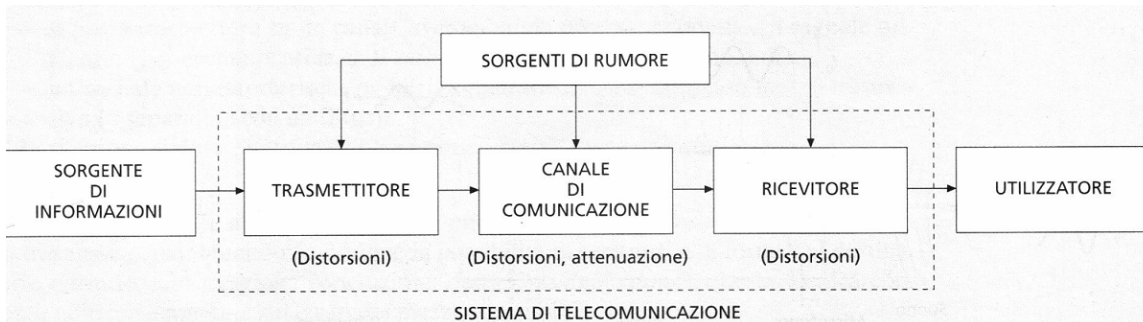 SORGENTI DI RUMORE
SORGENTE
DI
INFORMAZIONI
TRASMETTITORE
CANALE
DI
COMUNICAZIONE
RICEVITORE
UTILIZZATORE
(Distorsioni)
(Distorsioni, attenuazione)
(Distorsioni)
SISTEMA DI TELECOMUNICAZIONE